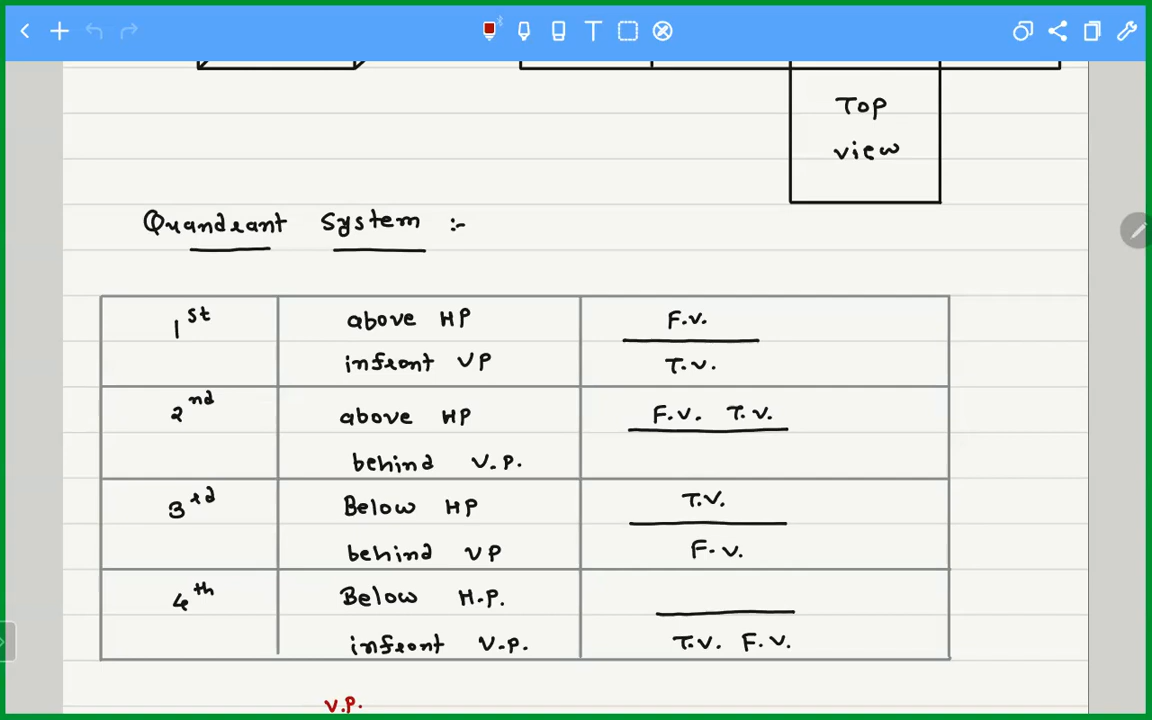 Top
view
Quandrant System :-
1st
above HP
infront VP
F.V.
T.V.
2nd
above HP
behind V.P.
F.V. T.V.
3rd
Below HP
behind VP
T.V.
F.V.
4th
Below H.P.
infront V.P.
T.V. F.V.
V.P.